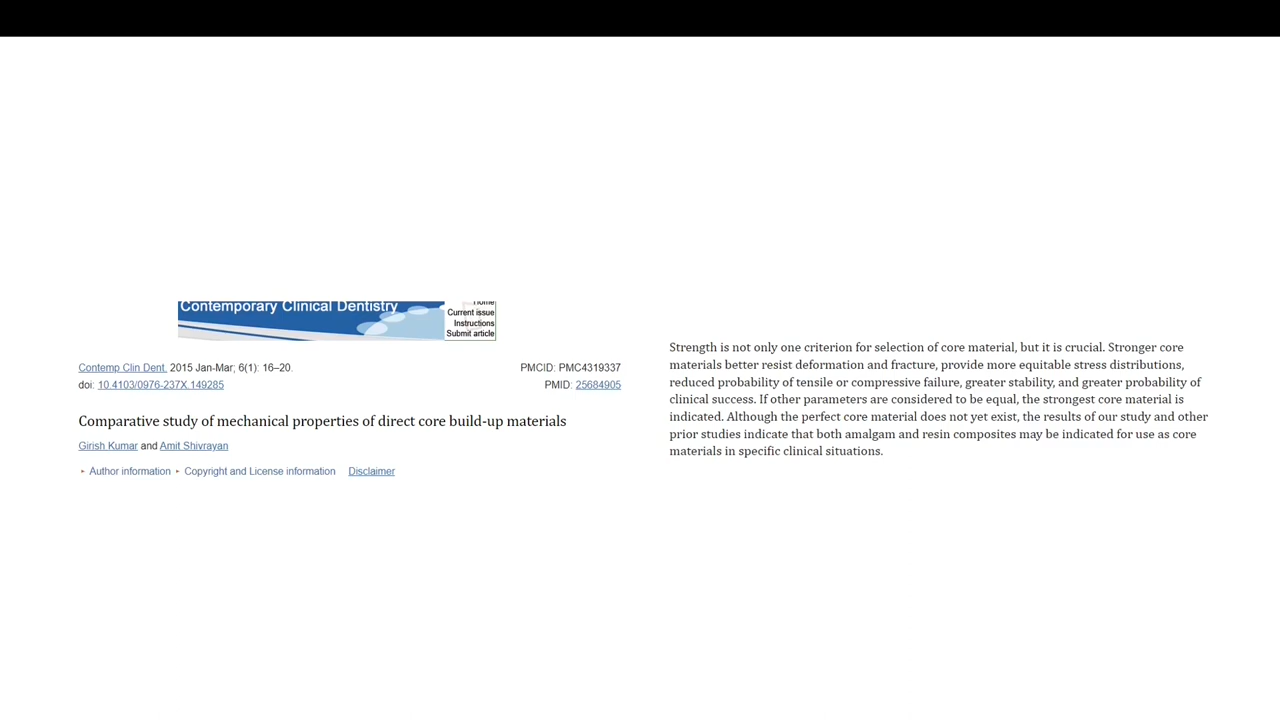 Contemporary Clinical Dentistry
Home
Current issue
Instructions
Submit article
Contemp Clin Dent. 2015 Jan-Mar; 6(1): 16–20.
PMCID: PMC4319337
doi: 10.4103/0976-237X.149285
PMID: 25684905
Comparative study of mechanical properties of direct core build-up materials
Girish Kumar and Amit Shivrayan
Author information
Copyright and License information
Disclaimer
Strength is not only one criterion for selection of core material, but it is crucial. Stronger core
materials better resist deformation and fracture, provide more equitable stress distributions,
reduced probability of tensile or compressive failure, greater stability, and greater probability of
clinical success. If other parameters are considered to be equal, the strongest core material is
indicated. Although the perfect core material does not yet exist, the results of our study and other
prior studies indicate that both amalgam and resin composites may be indicated for use as core
materials in specific clinical situations.